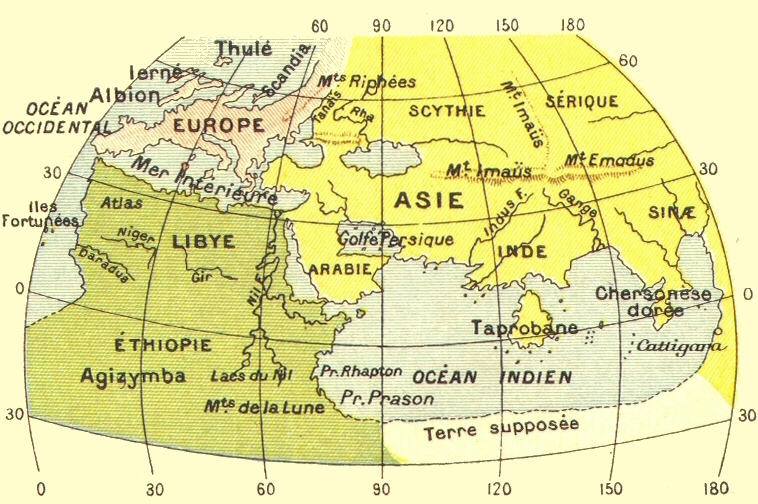 60 90 120 150 180
Thulé
Ierné
Albion
Scandia
Mts Riphées
60
OCÉAN
OCCIDENTAL
EUROPE
Tanaïs
Rha
SCYTHIE
Mt Imaüs
SÉRIQUE
30
Mer Intérieure
Mt Imaüs
Mt Emodus
30
Iles
Fortunées
Atlas
ASIE
Indus F.
Gange
SINÆ
Niger
LIBYE
Golfe Persique
Daradus
Gir
ARABIE
INDE
NIL
0
Chersonèse
dorée
0
Taprobane
Cattigara
ÉTHIOPIE
Agizymba
Lacs du Nil
Pr. Rhapton
OCÉAN INDIEN
Mts de la Lune
Pr. Prason
30
Terre supposée
30
0 30 60 90 120 150 180